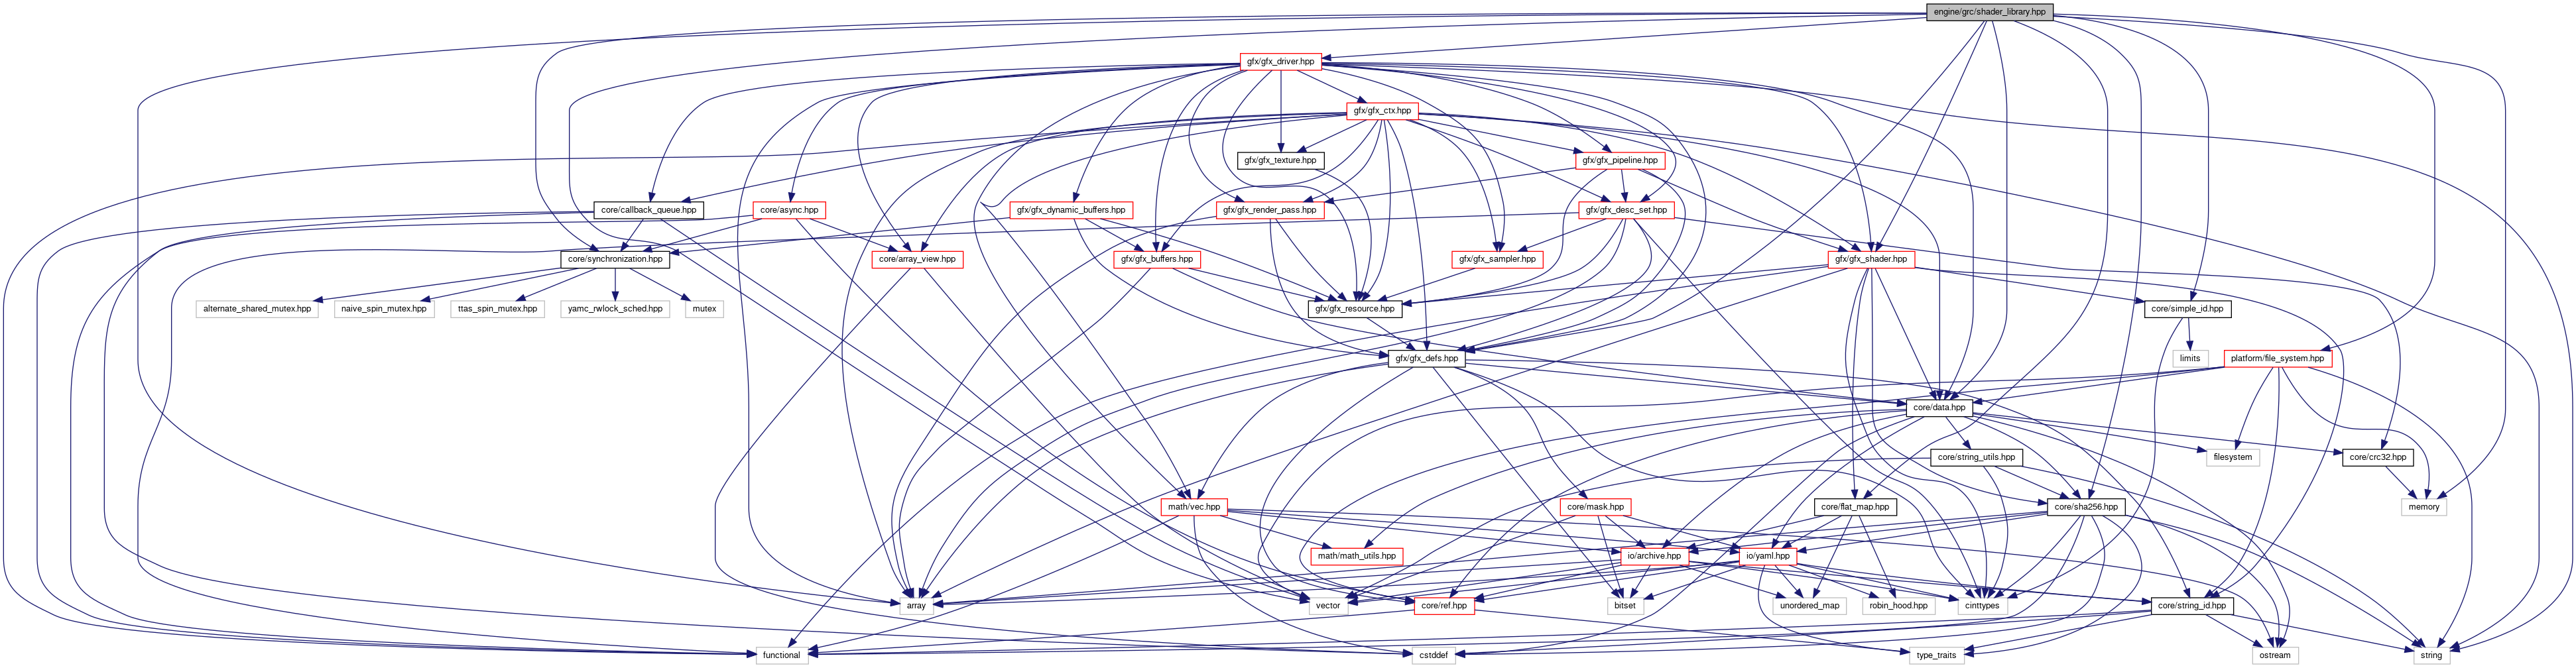 engine/grc/shader_library.hpp
gfx/gfx_driver.hpp
gfx/gfx_ctx.hpp
gfx/gfx_texture.hpp
gfx/gfx_pipeline.hpp
core/callback_queue.hpp
core/async.hpp
gfx/gfx_dynamic_buffers.hpp
gfx/gfx_render_pass.hpp
gfx/gfx_desc_set.hpp
core/synchronization.hpp
core/array_view.hpp
gfx/gfx_buffers.hpp
gfx/gfx_sampler.hpp
gfx/gfx_shader.hpp
alternate_shared_mutex.hpp
naive_spin_mutex.hpp
ttas_spin_mutex.hpp
yamc_rwlock_sched.hpp
mutex
gfx/gfx_resource.hpp
core/simple_id.hpp
gfx/gfx_defs.hpp
limits
platform/file_system.hpp
core/data.hpp
core/string_utils.hpp
filesystem
core/crc32.hpp
math/vec.hpp
core/mask.hpp
core/flat_map.hpp
core/sha256.hpp
memory
math/math_utils.hpp
io/archive.hpp
io/yaml.hpp
array
vector
core/ref.hpp
bitset
unordered_map
robin_hood.hpp
cinttypes
core/string_id.hpp
functional
cstddef
type_traits
ostream
string